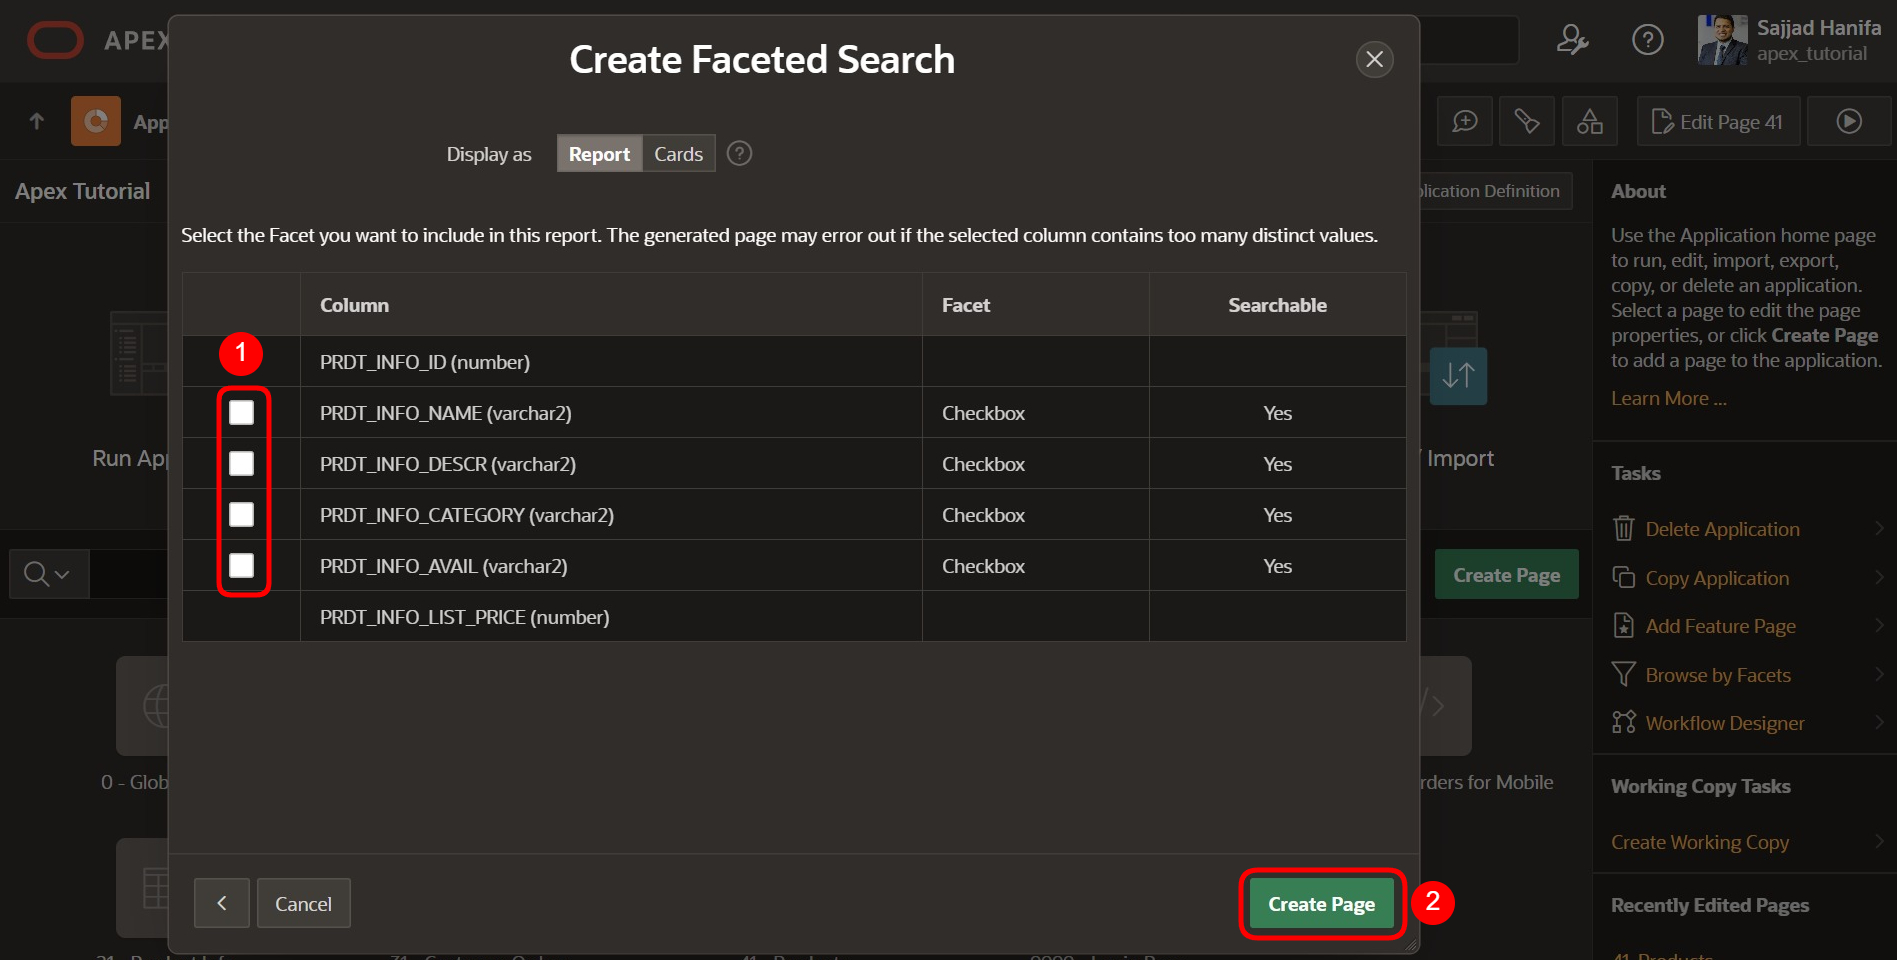 APEX
Create Faceted Search
Sajjad Hanifa
apex_tutorial
App
Edit Page 41
Display as
Report
Cards
Apex Tutorial
lication Definition
About
Select the Facet you want to include in this report. The generated page may error out if the selected column contains too many distinct values.
Use the Application home page
to run, edit, import, export,
copy, or delete an application.
Select a page to edit the page
properties, or click Create Page
to add a page to the application.
Learn More ...
Column Facet Searchable
1
PRDT_INFO_ID (number)
PRDT_INFO_NAME (varchar2) Checkbox Yes
PRDT_INFO_DESCR (varchar2) Checkbox Yes
PRDT_INFO_CATEGORY (varchar2) Checkbox Yes
PRDT_INFO_AVAIL (varchar2) Checkbox Yes
PRDT_INFO_LIST_PRICE (number)
Run App
/ Import
Create Page
Tasks
Delete Application
Copy Application
Add Feature Page
Browse by Facets
Workflow Designer
0 - Glob
rders for Mobile
Working Copy Tasks
Create Working Copy
Cancel
Create Page
2
Recently Edited Pages
41. Products